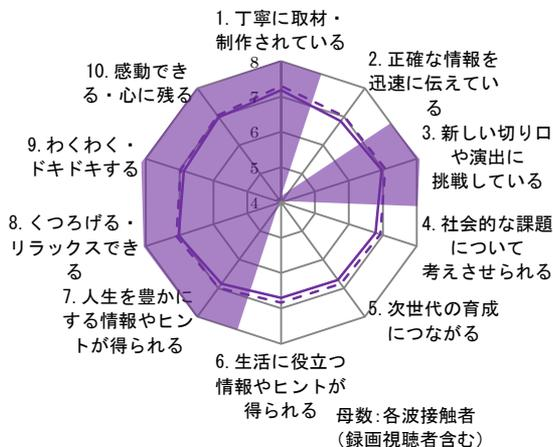 1.丁寧に取材・
制作されている
2.正確な情報を
迅速に伝えてい
る
3.新しい切り口
や演出に
挑戦している
4.社会的な課題
について
考えさせられる
5.次世代の育成
につながる
6.生活に役立つ
情報やヒントが
得られる
7.人生を豊かに
する情報やヒン
トが得られる
8.くつろげる・
リラックスでき
る
9.わくわく・
ドキドキする
10.感動でき
る・心に残る
8
7
6
5
4
母数:各波接触者
(録画視聴者含む)